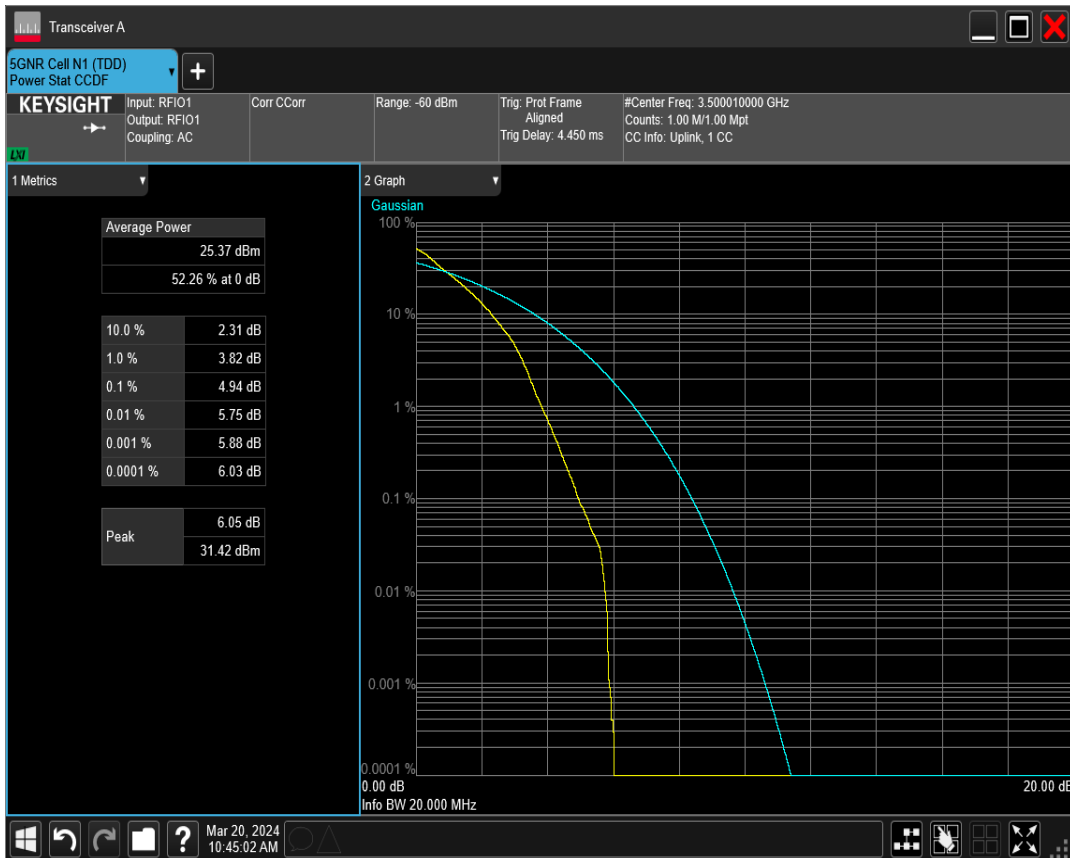 Transceiver A
5GNR Cell N1 (TDD)
Power Stat CCDF
+
KEYSIGHT
LXI
Input: RFIO1
Output: RFIO1
Coupling: AC
Corr CCorr
Range: -60 dBm
Trig: Prot Frame
Aligned
Trig Delay: 4.450 ms
#Center Freq: 3.500010000 GHz
Counts: 1.00 M/1.00 Mpt
CC Info: Uplink, 1 CC
1 Metrics
Average Power
25.37 dBm
52.26 % at 0 dB
10.0 % 2.31 dB
1.0 % 3.82 dB
0.1 % 4.94 dB
0.01 % 5.75 dB
0.001 % 5.88 dB
0.0001 % 6.03 dB
Peak
6.05 dB
31.42 dBm
2 Graph
Gaussian
100 %
10 %
1 %
0.1 %
0.01 %
0.001 %
0.0001 %
0.00 dB 20.00 dB
Info BW 20.000 MHz
?
Mar 20, 2024
10:45:02 AM